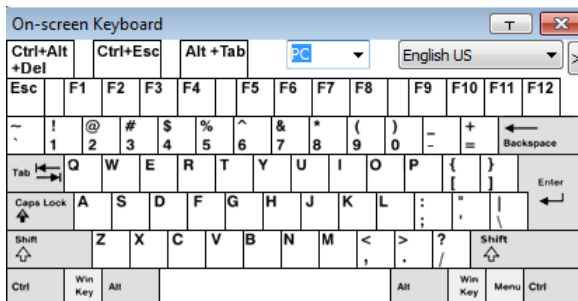 On-screen Keyboard
Ctrl+Alt +Del Ctrl+Esc Alt +Tab PC English US >
Esc F1 F2 F3 F4 F5 F6 F7 F8 F9 F10 F11 F12
~ ! @ # $ % ^ & * ( ) _ +
` 1 2 3 4 5 6 7 8 9 0 - = Backspace
Tab Q W E R T Y U I O P { }
[ ] Enter
Caps Lock A S D F G H J K L : " |
; ' \
Shift Z X C V B N M < > ? Shift
, . /
Ctrl Win Key Alt Alt Win Key Menu Ctrl